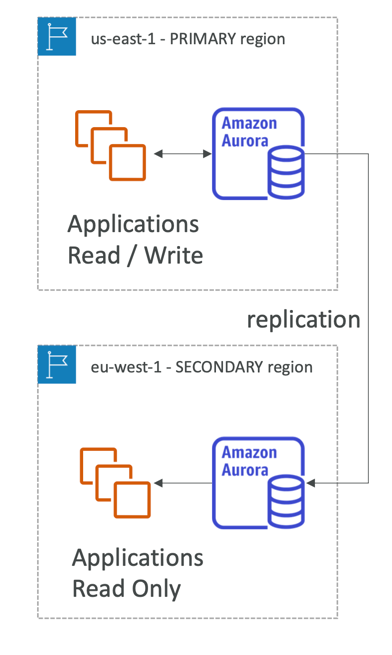 us-east-1 - PRIMARY region
Amazon
Aurora
Applications
Read / Write
replication
eu-west-1 - SECONDARY region
Amazon
Aurora
Applications
Read Only